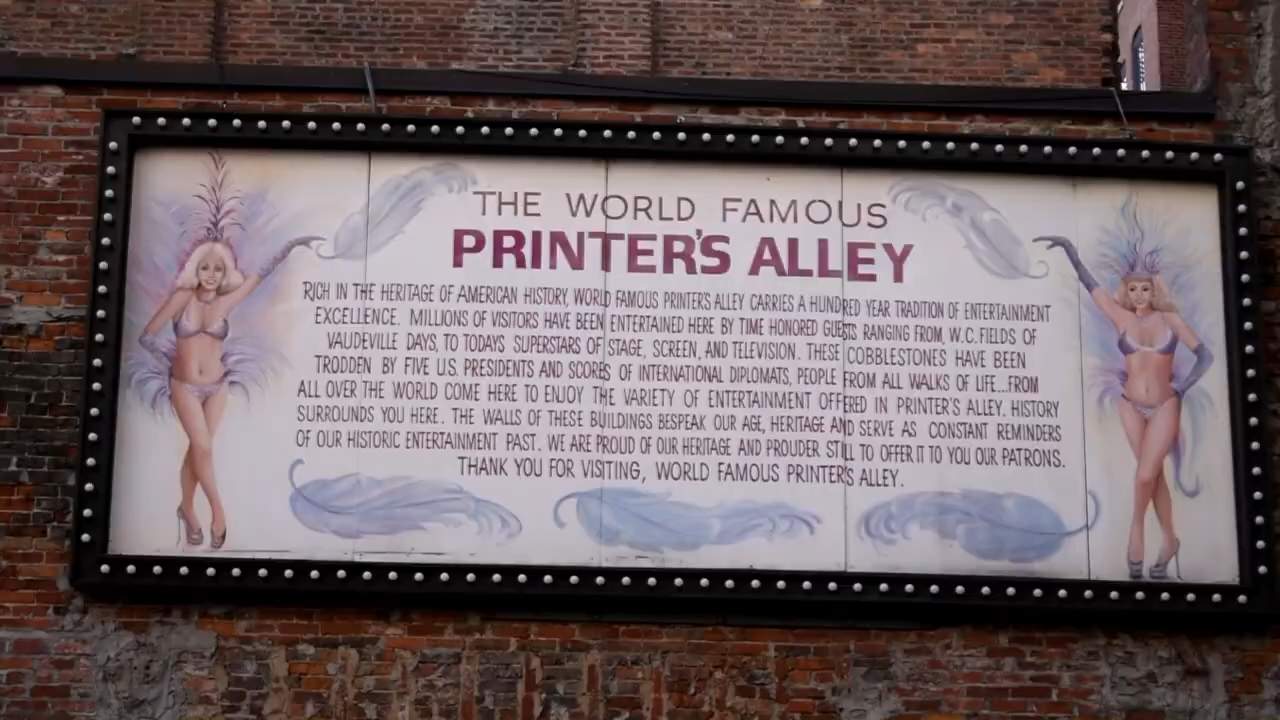 THE WORLD FAMOUS
PRINTER'S ALLEY
RICH IN THE HERITAGE OF AMERICAN HISTORY, WORLD FAMOUS PRINTER'S ALLEY CARRIES A HUNDRED YEAR TRADITION OF ENTERTAINMENT
EXCELLENCE. MILLIONS OF VISITORS HAVE BEEN ENTERTAINED HERE BY TIME HONORED GUESTS RANGING FROM, W.C. FIELDS OF
VAUDEVILLE DAYS, TO TODAYS SUPERSTARS OF STAGE, SCREEN, AND TELEVISION. THESE COBBLESTONES HAVE BEEN
TRODDEN BY FIVE U.S. PRESIDENTS AND SCORES OF INTERNATIONAL DIPLOMATS, PEOPLE FROM ALL WALKS OF LIFE...FROM
ALL OVER THE WORLD COME HERE TO ENJOY THE VARIETY OF ENTERTAINMENT OFFERED IN PRINTER'S ALLEY. HISTORY
SURROUNDS YOU HERE. THE WALLS OF THESE BUILDINGS BESPEAK OUR AGE, HERITAGE AND SERVE AS CONSTANT REMINDERS
OF OUR HISTORIC ENTERTAINMENT PAST. WE ARE PROUD OF OUR HERITAGE AND PROUDER STILL TO OFFER IT TO YOU OUR PATRONS.
THANK YOU FOR VISITING, WORLD FAMOUS PRINTER'S ALLEY.